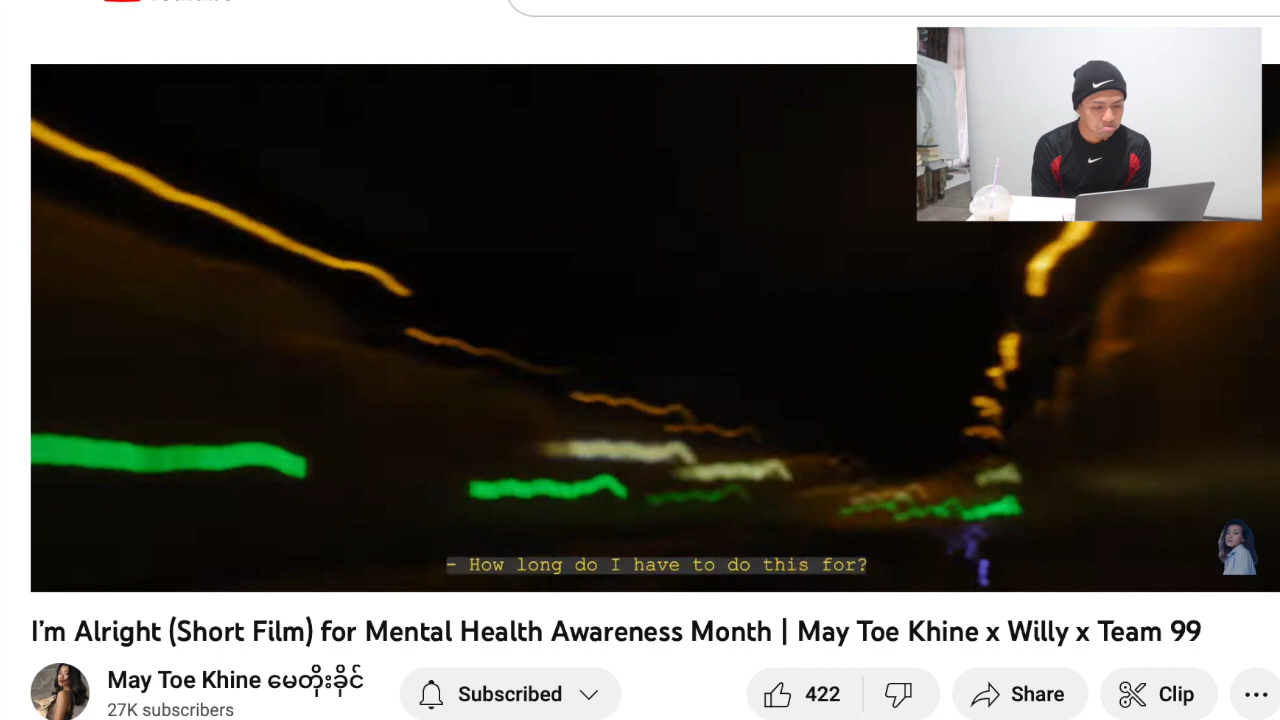 - How long do I have to do this for?
I'm Alright (Short Film) for Mental Health Awareness Month | May Toe Khine x Willy x Team 99
May Toe Khine မေတိုးခိုင်
27K subscribers
Subscribed
422
Share
Clip